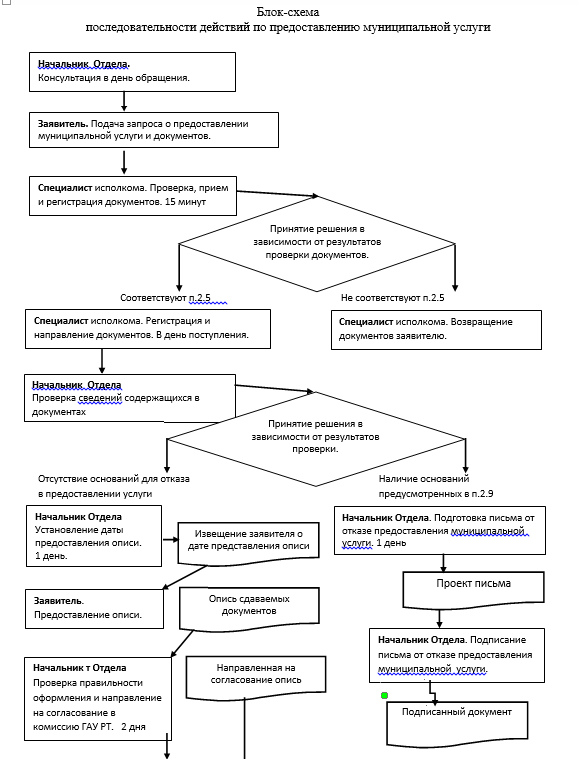 Блок-схема
последовательности действий по предоставлению муниципальной услуги
Начальник Отдела.
Консультация в день обращения.
Заявитель. Подача запроса о предоставлении
муниципальной услуги и документов.
Специалист исполкома. Проверка, прием
и регистрация документов. 15 минут
Принятие решения в
зависимости от результатов
проверки документов.
Соответствуют п.2.5
Не соответствуют п.2.5
Специалист исполкома. Регистрация и
направление документов. В день поступления.
Специалист исполкома. Возвращение
документов заявителю.
Начальник Отдела
Проверка сведений содержащихся в
документах
Принятие решения в
зависимости от результатов
проверки.
Отсутствие оснований для отказа
в предоставлении услуги
Наличие оснований
предусмотренных в п.2.9
Начальник Отдела
Установление даты
предоставления описи.
1 день.
Извещение заявителя о
дате предствления описи
Начальник Отдела. Подготовка письма от
отказе предоставления муниципальной
услуги. 1 день
Проект письма
Заявитель.
Предоставление описи.
Опись сдаваемых
документов
Начальник Отдела. Подписание
письма от отказе предоставления
муниципальной услуги.
Начальник т Отдела
Проверка правильности
оформления и направление
на согласование в
комиссию ГАУ РТ. 2 дня
Направленная на
согласование опись
Подписанный документ